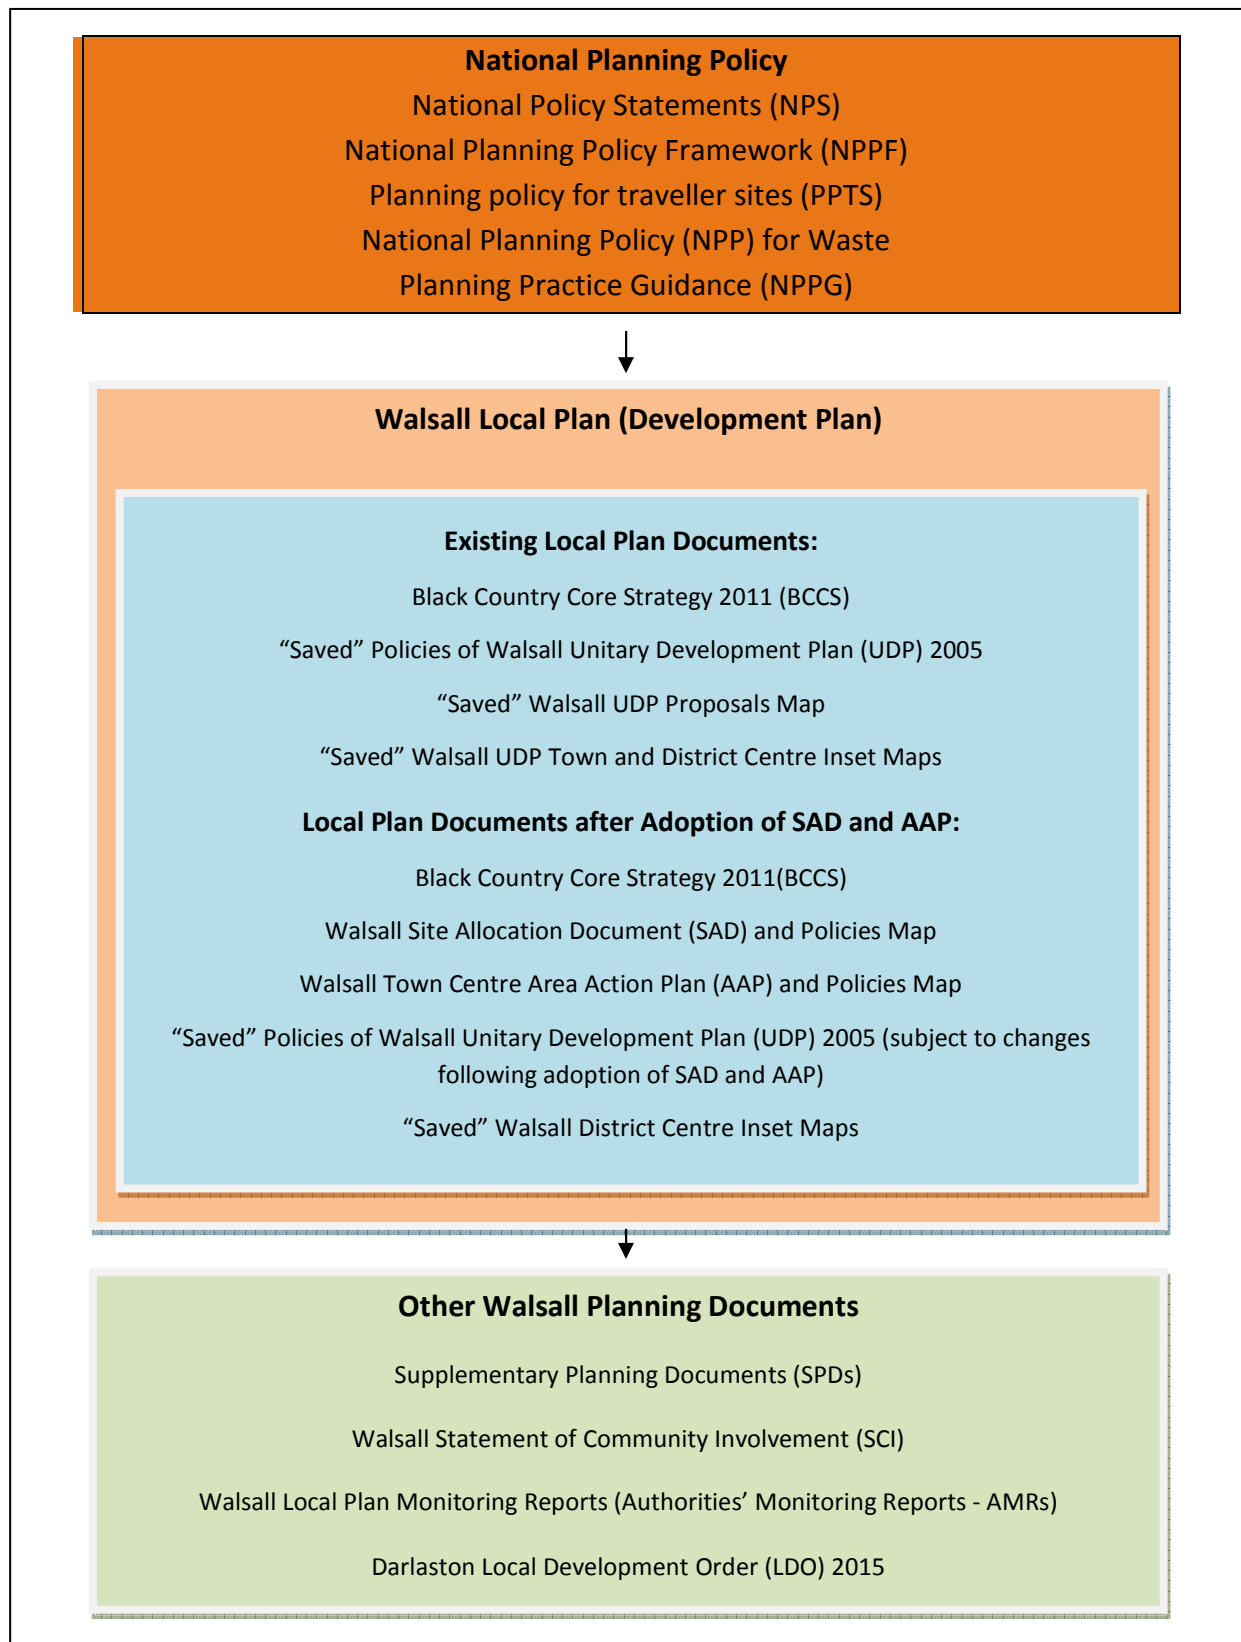 National Planning Policy
National Policy Statements (NPS)
National Planning Policy Framework (NPPF)
Planning policy for traveller sites (PPTS)
National Planning Policy (NPP) for Waste
Planning Practice Guidance (NPPG)
Walsall Local Plan (Development Plan)
Existing Local Plan Documents:
Black Country Core Strategy 2011 (BCCS)
“Saved” Policies of Walsall Unitary Development Plan (UDP) 2005
“Saved” Walsall UDP Proposals Map
“Saved” Walsall UDP Town and District Centre Inset Maps
Local Plan Documents after Adoption of SAD and AAP:
Black Country Core Strategy 2011(BCCS)
Walsall Site Allocation Document (SAD) and Policies Map
Walsall Town Centre Area Action Plan (AAP) and Policies Map
“Saved” Policies of Walsall Unitary Development Plan (UDP) 2005 (subject to changes
following adoption of SAD and AAP)
“Saved” Walsall District Centre Inset Maps
Other Walsall Planning Documents
Supplementary Planning Documents (SPDs)
Walsall Statement of Community Involvement (SCI)
Walsall Local Plan Monitoring Reports (Authorities’ Monitoring Reports - AMRs)
Darlaston Local Development Order (LDO) 2015